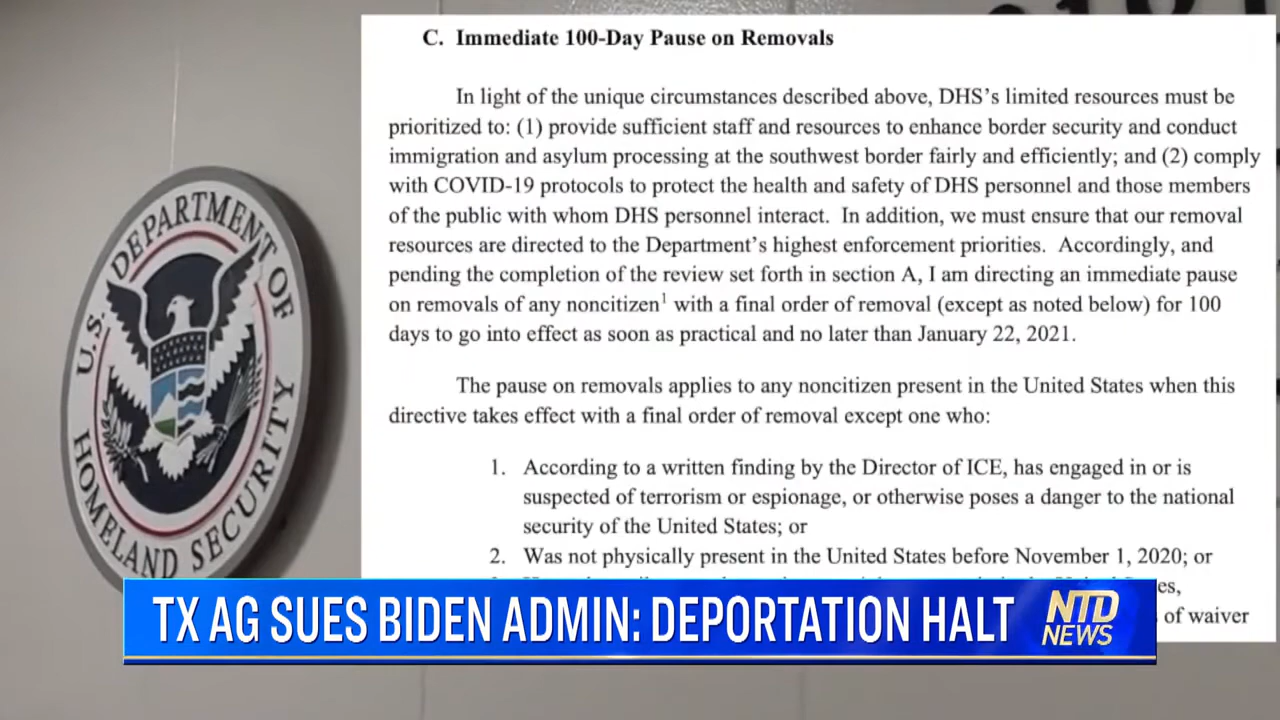 U.S. DEPARTMENT OF
HOMELAND SECURITY
C. Immediate 100-Day Pause on Removals
In light of the unique circumstances described above, DHS's limited resources must be
prioritized to: (1) provide sufficient staff and resources to enhance border security and conduct
immigration and asylum processing at the southwest border fairly and efficiently; and (2) comply
with COVID-19 protocols to protect the health and safety of DHS personnel and those members
of the public with whom DHS personnel interact. In addition, we must ensure that our removal
resources are directed to the Department's highest enforcement priorities. Accordingly, and
pending the completion of the review set forth in section A, I am directing an immediate pause
on removals of any noncitizen¹ with a final order of removal (except as noted below) for 100
days to go into effect as soon as practical and no later than January 22, 2021.
The pause on removals applies to any noncitizen present in the United States when this
directive takes effect with a final order of removal except one who:
1. According to a written finding by the Director of ICE, has engaged in or is
suspected of terrorism or espionage, or otherwise poses a danger to the national
security of the United States; or
2. Was not physically present in the United States before November 1, 2020; or
of waiver
TX AG SUES BIDEN ADMIN: DEPORTATION HALT
NTD
NEWS